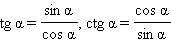 tg α = sin α / cos α, ctg α = cos α / sin α